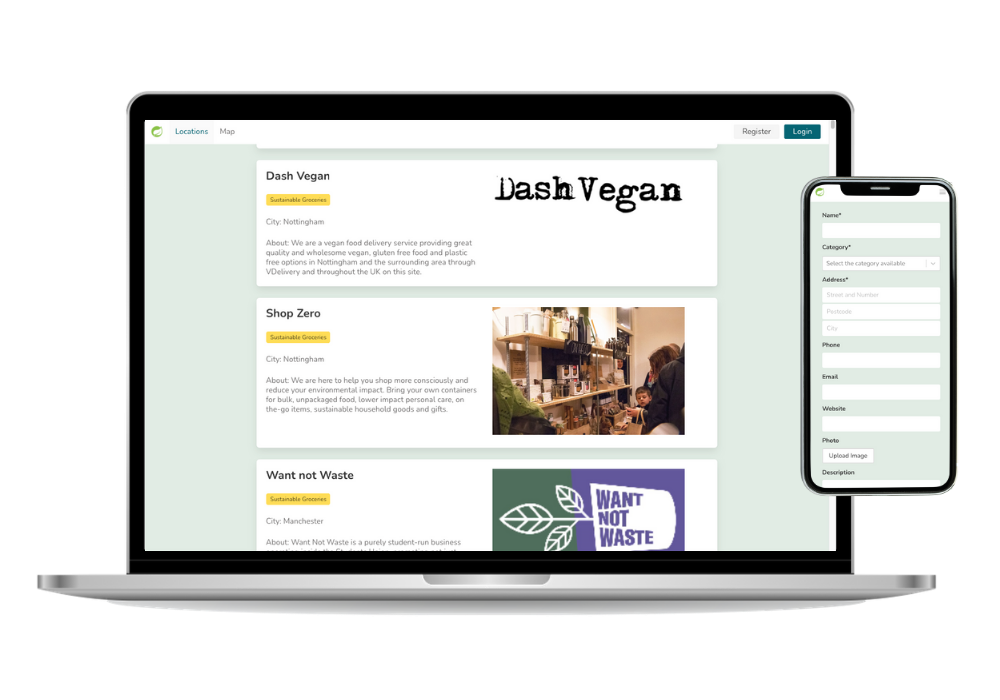 Locations Map Register Login
Dash Vegan
Sustainable Groceries
City: Nottingham
About: We are a vegan food delivery service providing great
quality and wholesome vegan, gluten free food and plastic
free options in Nottingham and the surrounding area through
VDelivery and throughout the UK on this site.
Dash Vegan
Shop Zero
Sustainable Groceries
City: Nottingham
About: We are here to help you shop more consciously and
reduce your environmental impact. Bring your own containers
for bulk, unpackaged food, lower impact personal care, on
the-go items, sustainable household goods and gifts.
Want not Waste
Sustainable Groceries
City: Manchester
About: Want Not Waste is a purely student-run business
WANT
NOT
WASTE
Name*
Category*
Select the category available
Address*
Street and Number
Postcode
City
Phone
Email
Website
Photo
Upload Image
Description